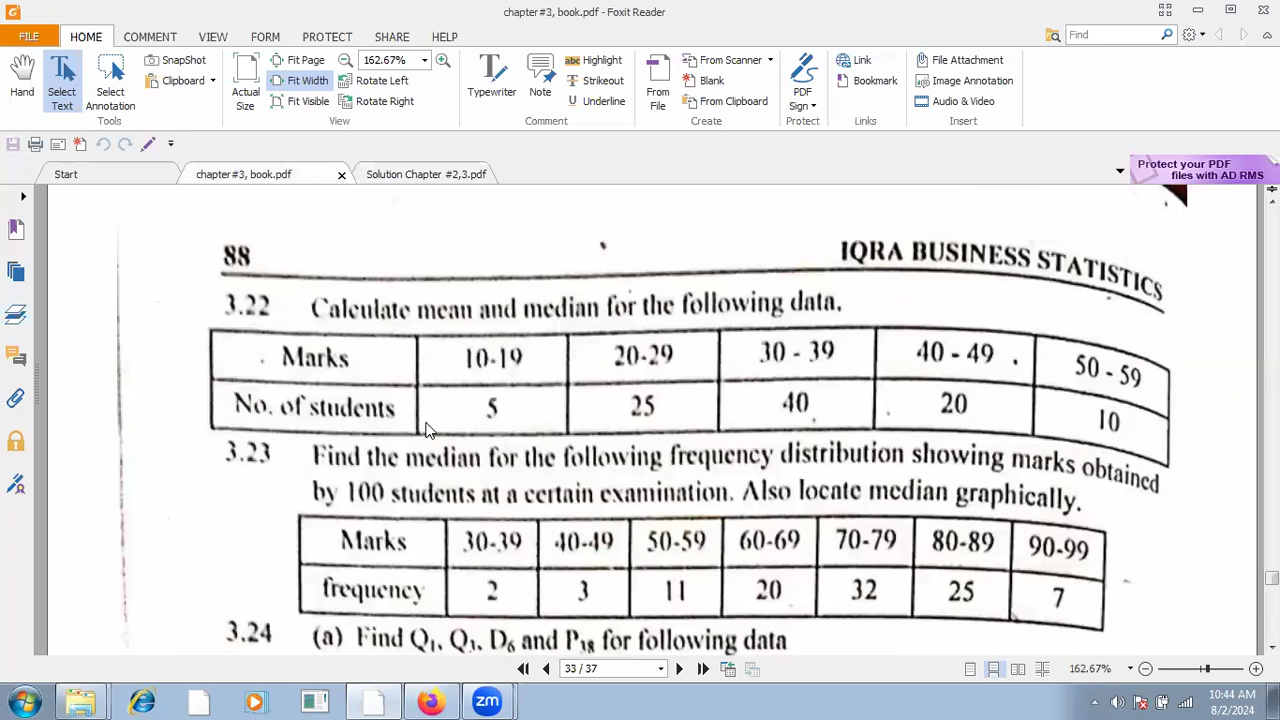 chapter#3, book.pdf - Foxit Reader
FILE HOME COMMENT VIEW FORM PROTECT SHARE HELP Find
SnapShot Fit Page 162.67% Highlight From Scanner Link File Attachment
Clipboard Fit Width Rotate Left Strikeout Blank Bookmark Image Annotation
Hand Select Text Select Annotation Actual Size Fit Visible Rotate Right Typewriter Note Underline From File From Clipboard PDF Sign Audio & Video
Tools View Comment Create Protect Links Insert
Start chapter#3, book.pdf Solution Chapter #2,3.pdf Protect your PDF
files with AD RMS
88 IQRA BUSINESS STATISTICS
3.22 Calculate mean and median for the following data.
Marks 10-19 20-29 30 - 39 40 - 49 50 - 59
No. of students 5 25 40 20 10
3.23 Find the median for the following frequency distribution showing marks obtained
by 100 students at a certain examination. Also locate median graphically.
Marks 30-39 40-49 50-59 60-69 70-79 80-89 90-99
frequency 2 3 11 20 32 25 7
3.24 (a) Find Q₁, Q₃, D₆ and P₃₈ for following data
33 / 37 162.67%
zm 10:44 AM
8/2/2024